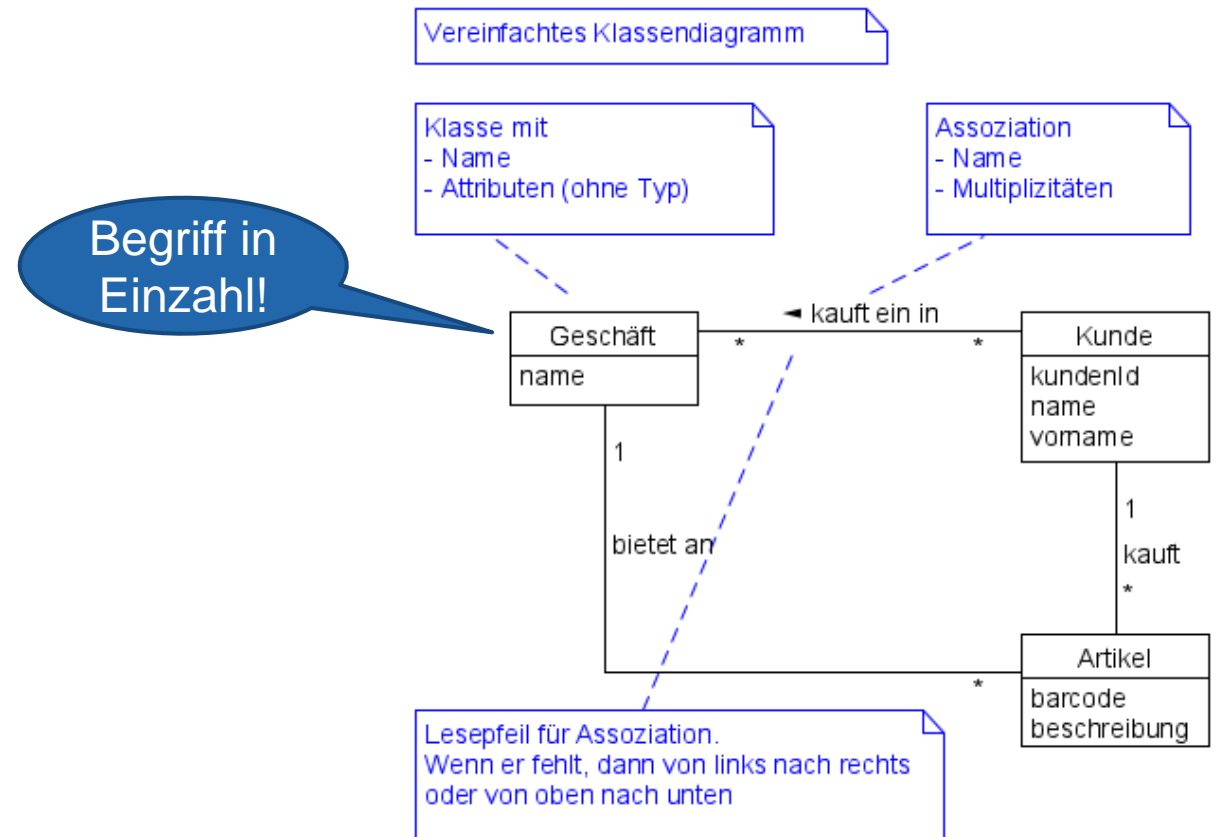 Vereinfachtes Klassendiagramm
Klasse mit
- Name
- Attributen (ohne Typ)
Assoziation
- Name
- Multiplizitäten
Begriff in
Einzahl!
◄ kauft ein in
Geschäft
*
*
Kunde
name
kundenId
name
vorname
1
1
bietet an
kauft
*
Artikel
*
barcode
beschreibung
Lesepfeil für Assoziation.
Wenn er fehlt, dann von links nach rechts
oder von oben nach unten